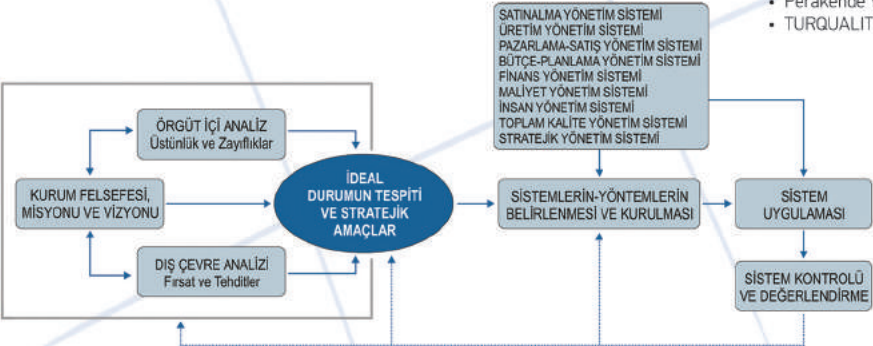 • Perakende
• TURQUALIT
SATINALMA YÖNETİM SİSTEMİ
ÜRETİM YÖNETİM SİSTEMİ
PAZARLAMA-SATIŞ YÖNETİM SİSTEMİ
BÜTÇE-PLANLAMA YÖNETİM SİSTEMİ
FİNANS YÖNETİM SİSTEMİ
MALİYET YÖNETİM SİSTEMİ
İNSAN YÖNETİM SİSTEMİ
TOPLAM KALİTE YÖNETİM SİSTEMİ
STRATEJİK YÖNETİM SİSTEMİ
ÖRGÜT İÇİ ANALİZ
Üstünlük ve Zayıflıklar
KURUM FELSEFESİ,
MİSYONU VE VİZYONU
DIŞ ÇEVRE ANALİZİ
Fırsat ve Tehditler
İDEAL
DURUMUN TESPİTİ
VE STRATEJİK
AMAÇLAR
SİSTEMLERİN-YÖNTEMLERİN
BELİRLENMESİ VE KURULMASI
SİSTEM
UYGULAMASI
SİSTEM KONTROLÜ
VE DEĞERLENDİRME